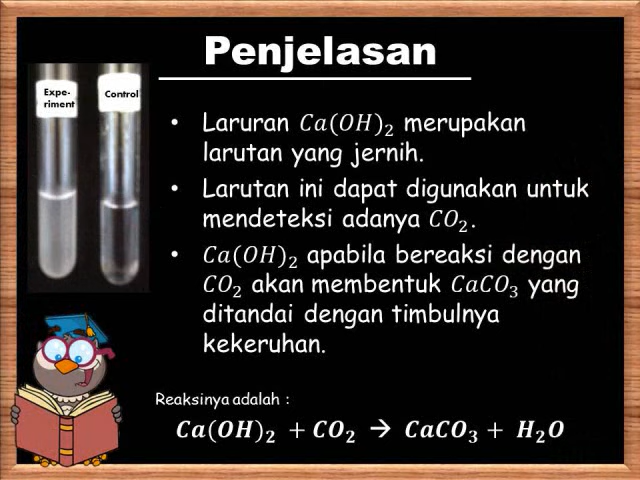 Penjelasan
Expe-
riment
Control
• Laruran 𝐶𝑎(𝑂𝐻)₂ merupakan
larutan yang jernih.
• Larutan ini dapat digunakan untuk
mendeteksi adanya 𝐶𝑂₂.
• 𝐶𝑎(𝑂𝐻)₂ apabila bereaksi dengan
𝐶𝑂₂ akan membentuk 𝐶𝑎𝐶𝑂₃ yang
ditandai dengan timbulnya
kekeruhan.
Reaksinya adalah :
𝑪𝒂(𝑶𝑯)₂ + 𝑪𝑶₂ → 𝑪𝒂𝑪𝑶₃ + 𝑯₂𝑶